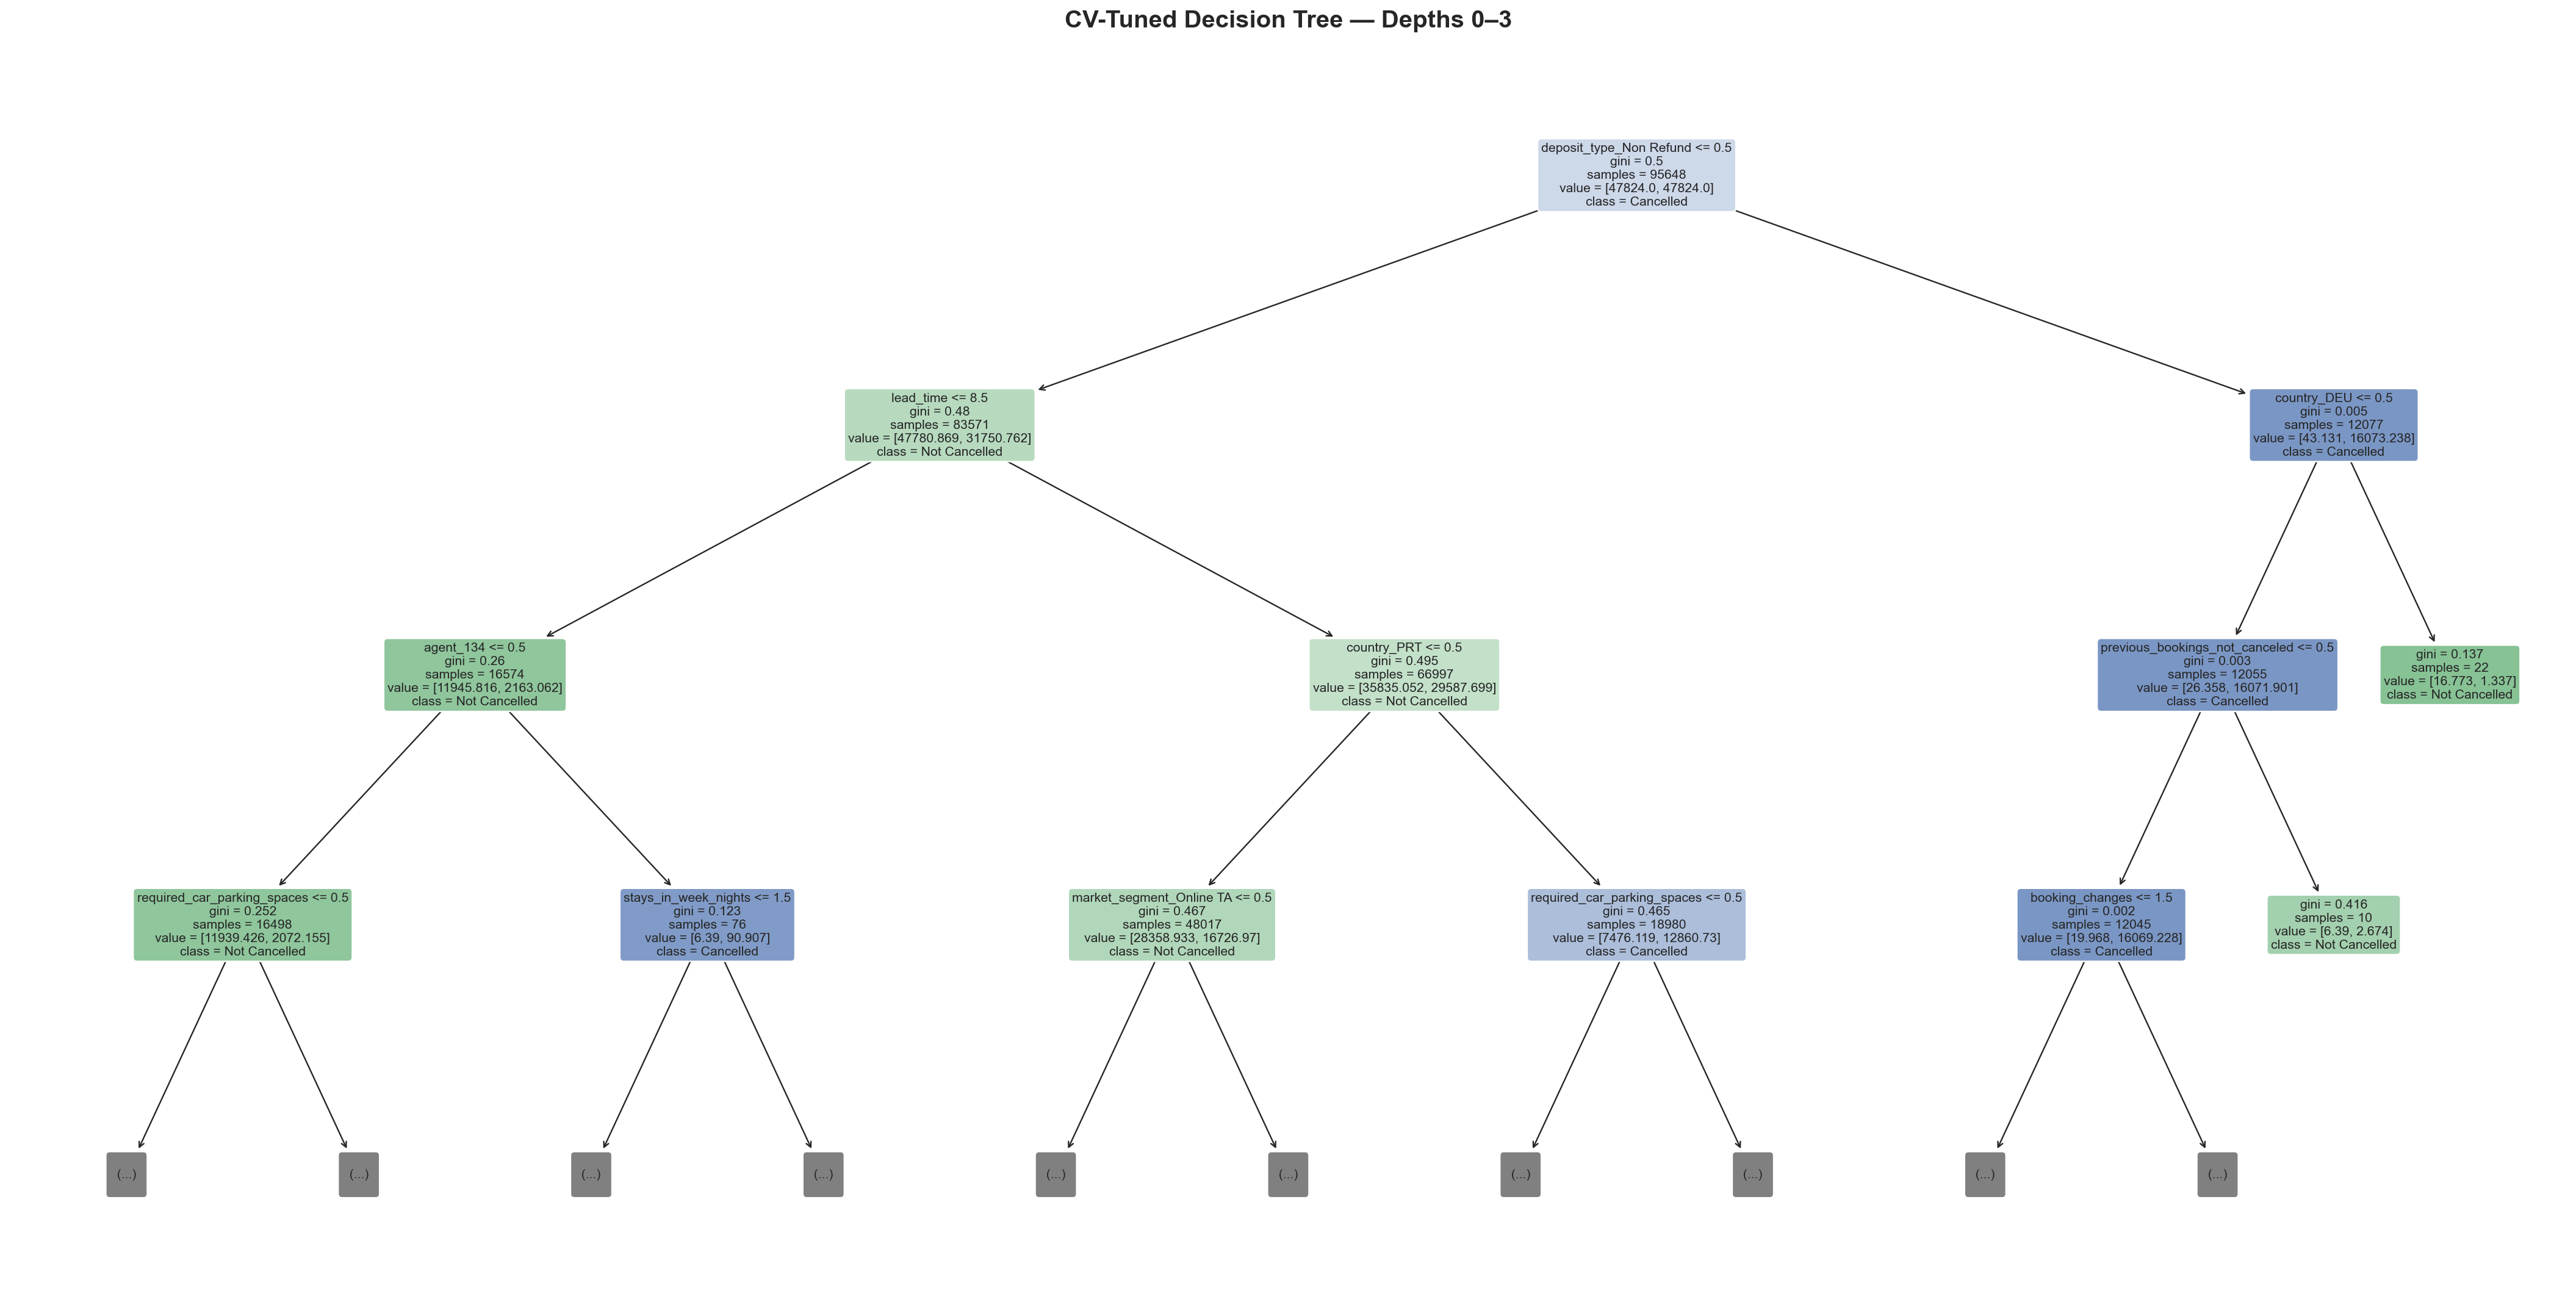 CV-Tuned Decision Tree — Depths 0–3
deposit_type_Non Refund <= 0.5
gini = 0.5
samples = 95648
value = [47824.0, 47824.0]
class = Cancelled
lead_time <= 8.5
gini = 0.48
samples = 83571
value = [47780.869, 31750.762]
class = Not Cancelled
country_DEU <= 0.5
gini = 0.005
samples = 12077
value = [43.131, 16073.238]
class = Cancelled
agent_134 <= 0.5
gini = 0.26
samples = 16574
value = [11945.816, 2163.062]
class = Not Cancelled
country_PRT <= 0.5
gini = 0.495
samples = 66997
value = [35835.052, 29587.699]
class = Not Cancelled
previous_bookings_not_canceled <= 0.5
gini = 0.003
samples = 12055
value = [26.358, 16071.901]
class = Cancelled
gini = 0.137
samples = 22
value = [16.773, 1.337]
class = Not Cancelled
required_car_parking_spaces <= 0.5
gini = 0.252
samples = 16498
value = [11939.426, 2072.155]
class = Not Cancelled
stays_in_week_nights <= 1.5
gini = 0.123
samples = 76
value = [6.39, 90.907]
class = Cancelled
market_segment_Online TA <= 0.5
gini = 0.467
samples = 48017
value = [28358.933, 16726.97]
class = Not Cancelled
required_car_parking_spaces <= 0.5
gini = 0.465
samples = 18980
value = [7476.119, 12860.73]
class = Cancelled
booking_changes <= 1.5
gini = 0.002
samples = 12045
value = [19.968, 16069.228]
class = Cancelled
gini = 0.416
samples = 10
value = [6.39, 2.674]
class = Not Cancelled
(...)
(...)
(...)
(...)
(...)
(...)
(...)
(...)
(...)
(...)